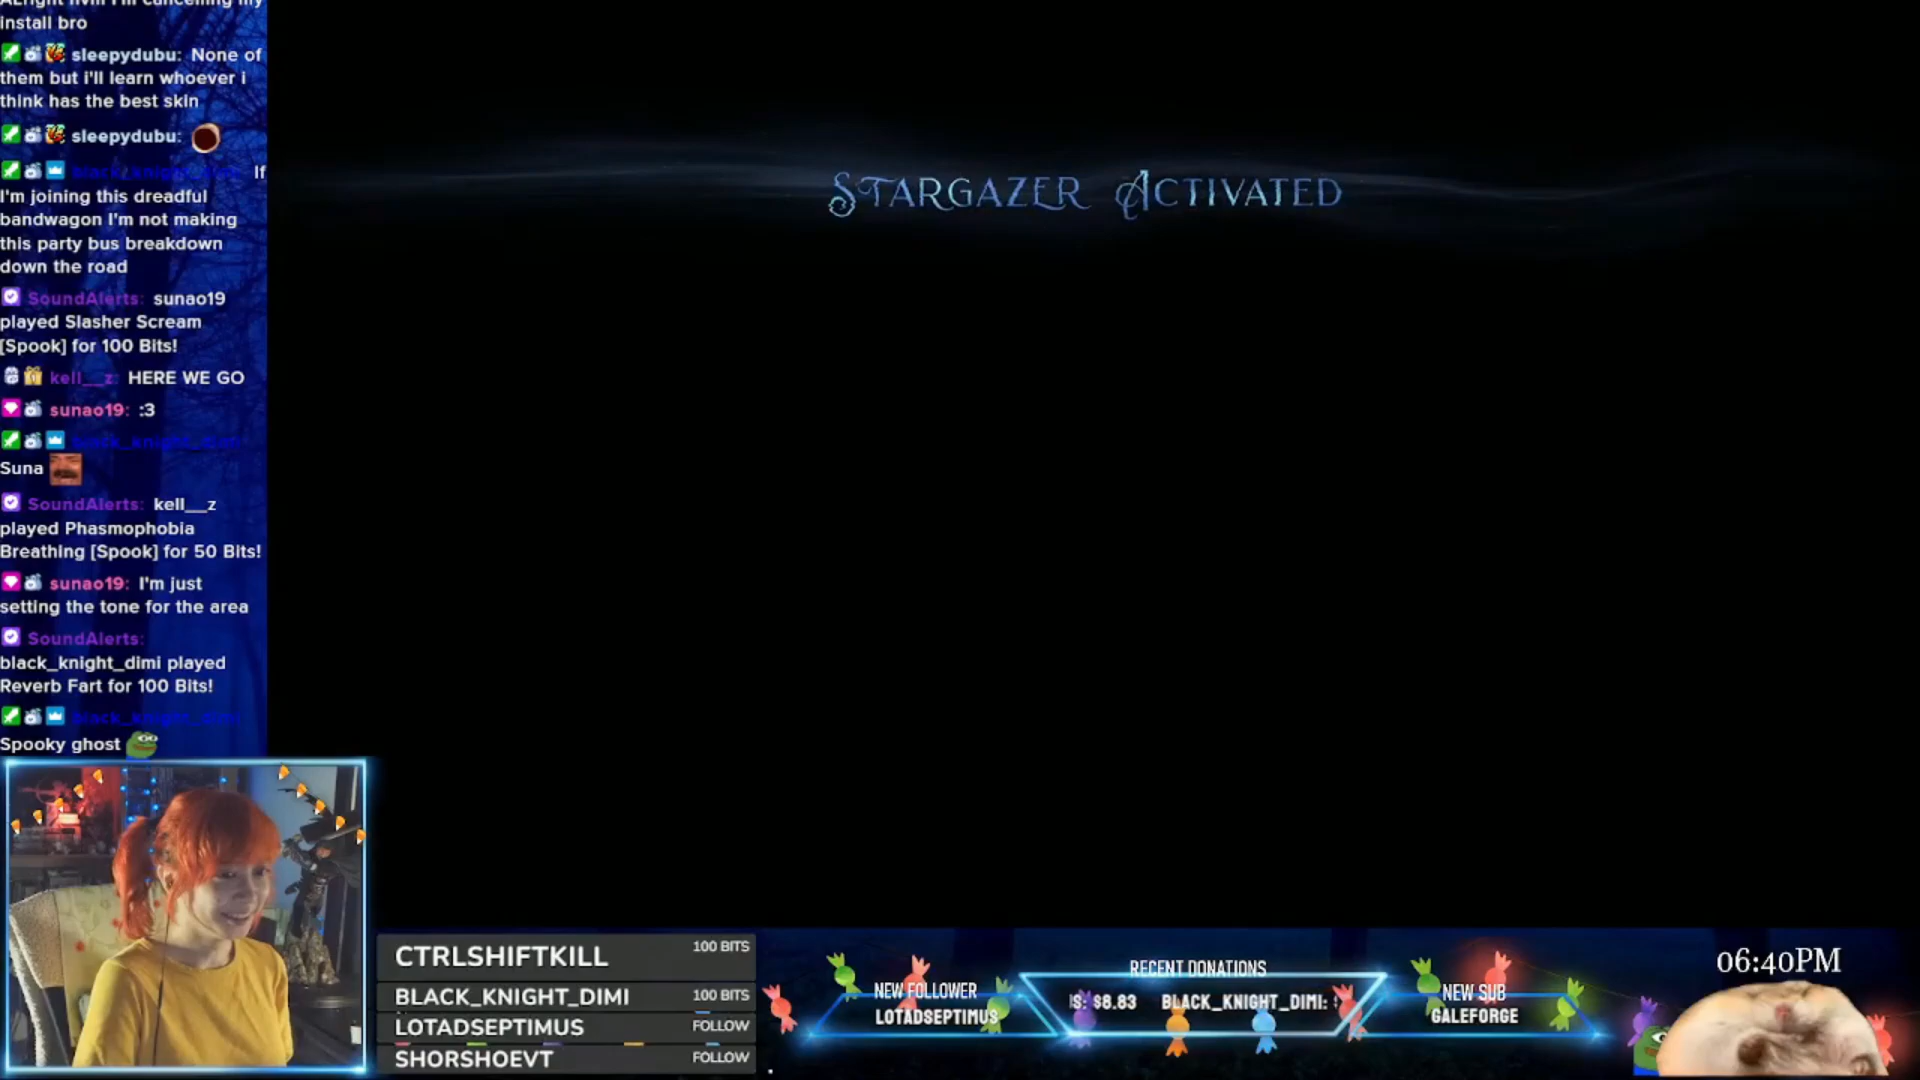 install bro
sleepydubu: None of
them but i'll learn whoever i
think has the best skin
sleepydubu:
black_knight_dimi: If
I'm joining this dreadful
bandwagon I'm not making
this party bus breakdown
down the road
SoundAlerts: sunao19
played Slasher Scream
[Spook] for 100 Bits!
kell__z: HERE WE GO
sunao19: :3
black_knight_dimi:
Suna
SoundAlerts: kell__z
played Phasmophobia
Breathing [Spook] for 50 Bits!
sunao19: I'm just
setting the tone for the area
SoundAlerts:
black_knight_dimi played
Reverb Fart for 100 Bits!
black_knight_dimi:
Spooky ghost
Stargazer Activated
CTRLSHIFTKILL 100 BITS
BLACK_KNIGHT_DIMI 100 BITS
LOTADSEPTIMUS FOLLOW
SHORSHOEVT FOLLOW
NEW FOLLOWER
LOTADSEPTIMUS
RECENT DONATIONS
$8.83 BLACK_KNIGHT_DIMI:
NEW SUB
GALEFORGE
06:40PM